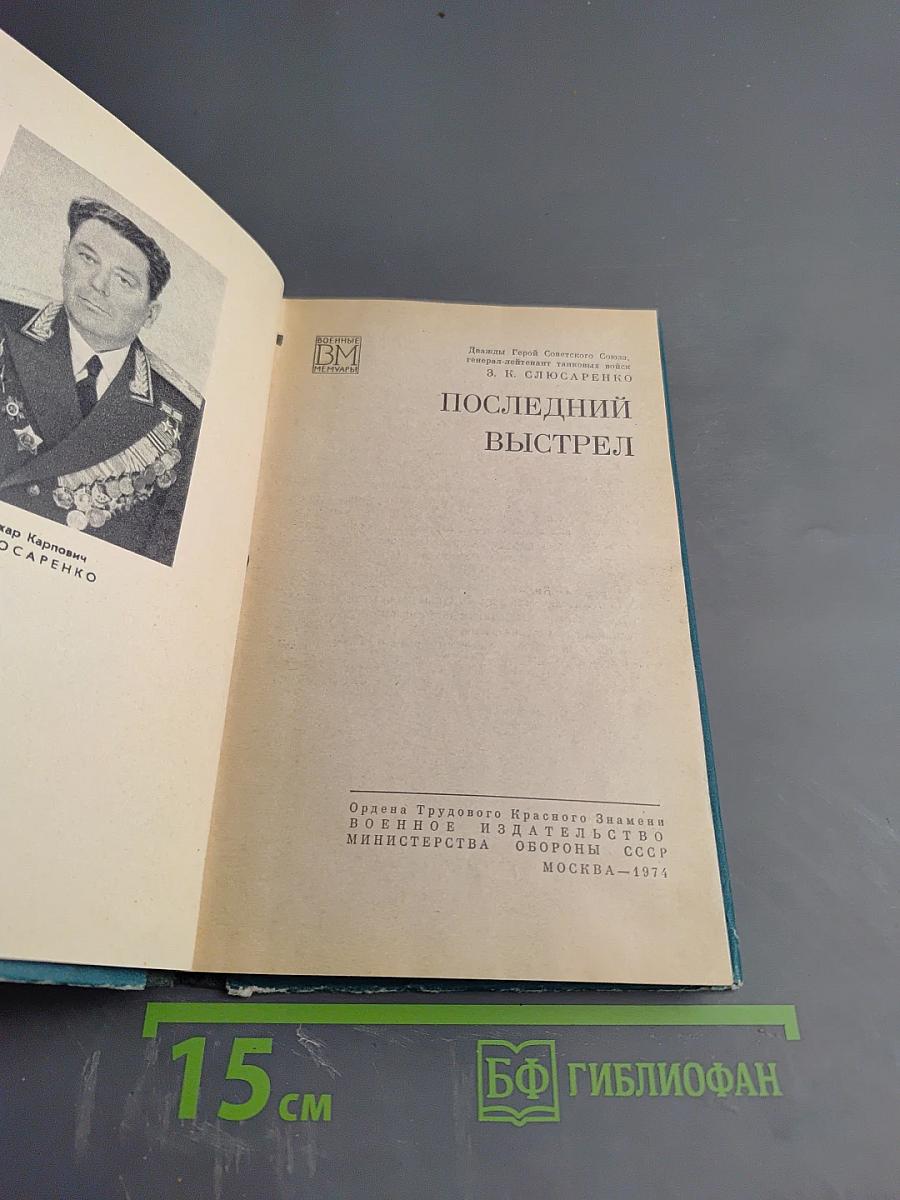 хар Карпович
ЮСАРЕНКО
ВОЕННЫЕ
ВМ
МЕМУАРЫ
Дважды Герой Советского Союза,
генерал-лейтенант танковых войск
З. К. СЛЮСАРЕНКО
ПОСЛЕДНИЙ
ВЫСТРЕЛ
Ордена Трудового Красного Знамени
ВОЕННОЕ ИЗДАТЕЛЬСТВО
МИНИСТЕРСТВА ОБОРОНЫ СССР
МОСКВА—1974
15 см
БФ ГИБЛИОФАН